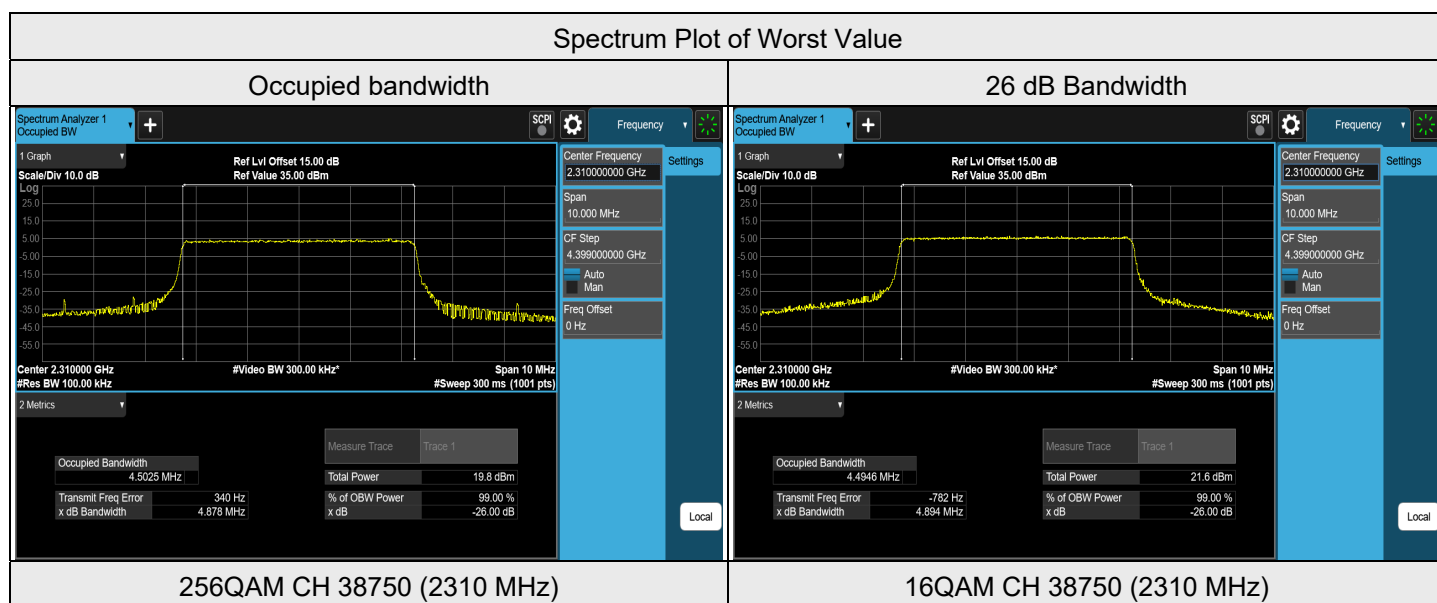 Spectrum Plot of Worst Value
Occupied bandwidth
26 dB Bandwidth
Spectrum Analyzer 1
Occupied BW
+
SCPI
Frequency
1 Graph
Ref Lvl Offset 15.00 dB
Scale/Div 10.0 dB
Ref Value 35.00 dBm
Log
25.0
15.0
5.00
-5.00
-15.0
-25.0
-35.0
-45.0
-55.0
Center 2.310000 GHz
#Video BW 300.00 kHz*
Span 10 MHz
#Res BW 100.00 kHz
#Sweep 300 ms (1001 pts)
Center Frequency
2.310000000 GHz
Settings
Span
10.000 MHz
CF Step
4.399000000 GHz
Auto
Man
Freq Offset
0 Hz
Local
2 Metrics
Measure Trace Trace 1
Occupied Bandwidth
4.5025 MHz
Total Power 19.8 dBm
Transmit Freq Error 340 Hz
% of OBW Power 99.00 %
x dB Bandwidth 4.878 MHz
x dB -26.00 dB
Spectrum Analyzer 1
Occupied BW
+
SCPI
Frequency
1 Graph
Ref Lvl Offset 15.00 dB
Scale/Div 10.0 dB
Ref Value 35.00 dBm
Log
25.0
15.0
5.00
-5.00
-15.0
-25.0
-35.0
-45.0
-55.0
Center 2.310000 GHz
#Video BW 300.00 kHz*
Span 10 MHz
#Res BW 100.00 kHz
#Sweep 300 ms (1001 pts)
Center Frequency
2.310000000 GHz
Settings
Span
10.000 MHz
CF Step
4.399000000 GHz
Auto
Man
Freq Offset
0 Hz
Local
2 Metrics
Measure Trace Trace 1
Occupied Bandwidth
4.4946 MHz
Total Power 21.6 dBm
Transmit Freq Error -782 Hz
% of OBW Power 99.00 %
x dB Bandwidth 4.894 MHz
x dB -26.00 dB
256QAM CH 38750 (2310 MHz)
16QAM CH 38750 (2310 MHz)